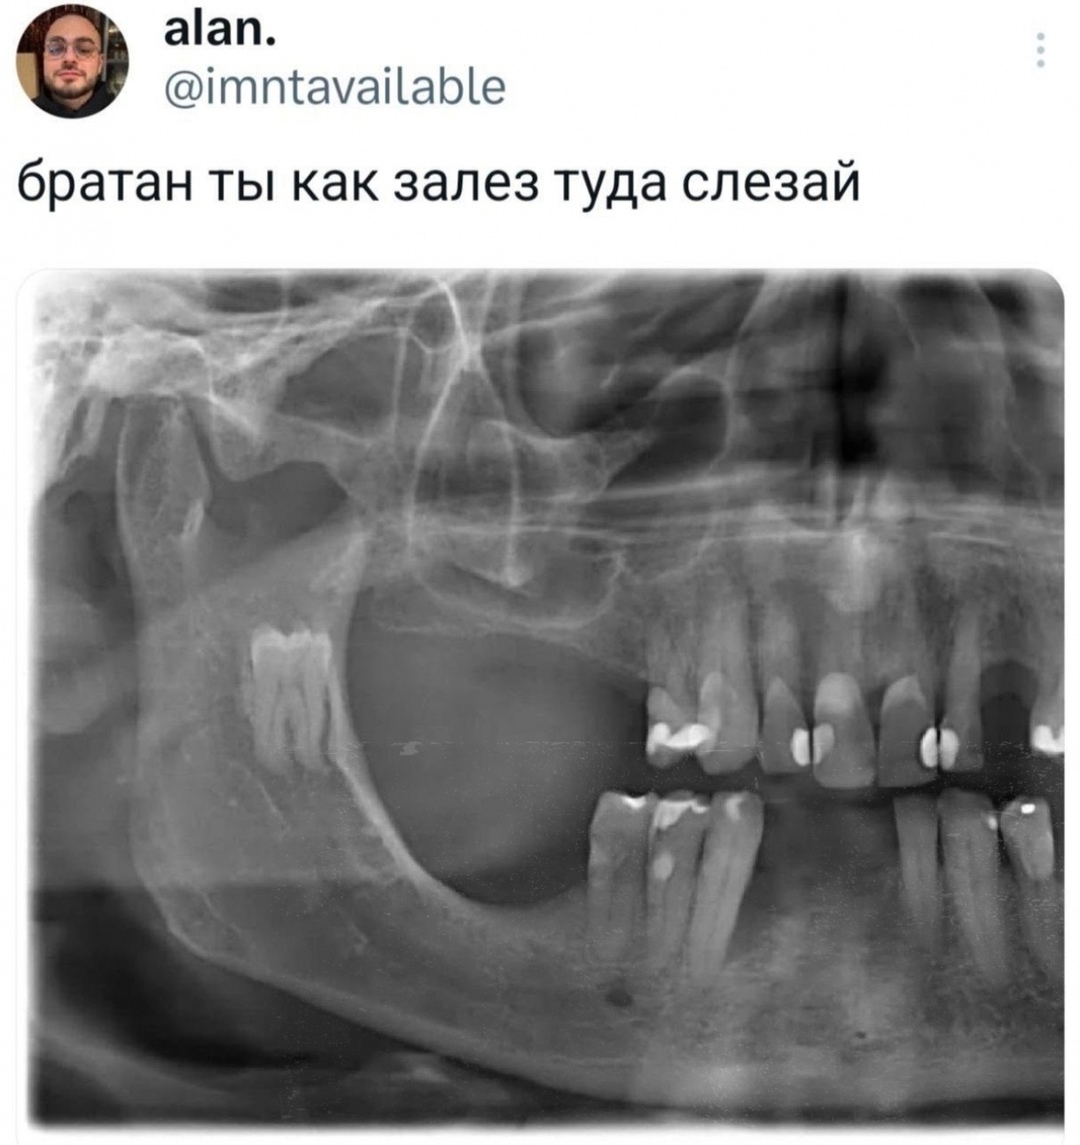 alan.
@imntavailable
братан ты как залез туда слезай